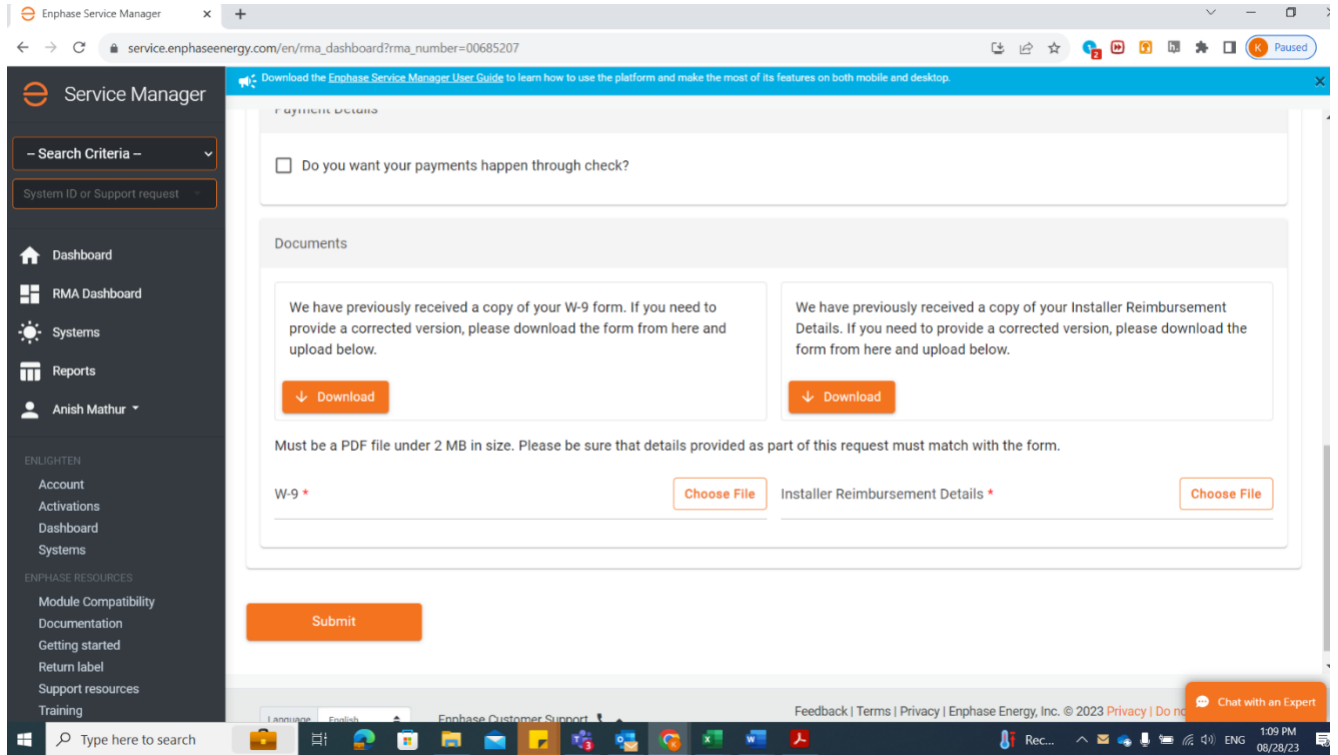 Enphase Service Manager
service.enphaseenergy.com/en/rma_dashboard?rma_number=00685207
K Paused
Download the Enphase Service Manager User Guide to learn how to use the platform and make the most of its features on both mobile and desktop.
Service Manager
-- Search Criteria --
System ID or Support request
Dashboard
RMA Dashboard
Systems
Reports
Anish Mathur
ENLIGHTEN
Account
Activations
Dashboard
Systems
ENPHASE RESOURCES
Module Compatibility
Documentation
Getting started
Return label
Support resources
Training
Payment Details
Do you want your payments happen through check?
Documents
We have previously received a copy of your W-9 form. If you need to
provide a corrected version, please download the form from here and
upload below.
Download
We have previously received a copy of your Installer Reimbursement
Details. If you need to provide a corrected version, please download the
form from here and upload below.
Download
Must be a PDF file under 2 MB in size. Please be sure that details provided as part of this request must match with the form.
W-9 *
Choose File
Installer Reimbursement Details *
Choose File
Submit
Language English
Enphase Customer Support
Feedback | Terms | Privacy | Enphase Energy, Inc. © 2023 Privacy | Do no
Chat with an Expert
Type here to search
Rec...
ENG
1:09 PM
08/28/23